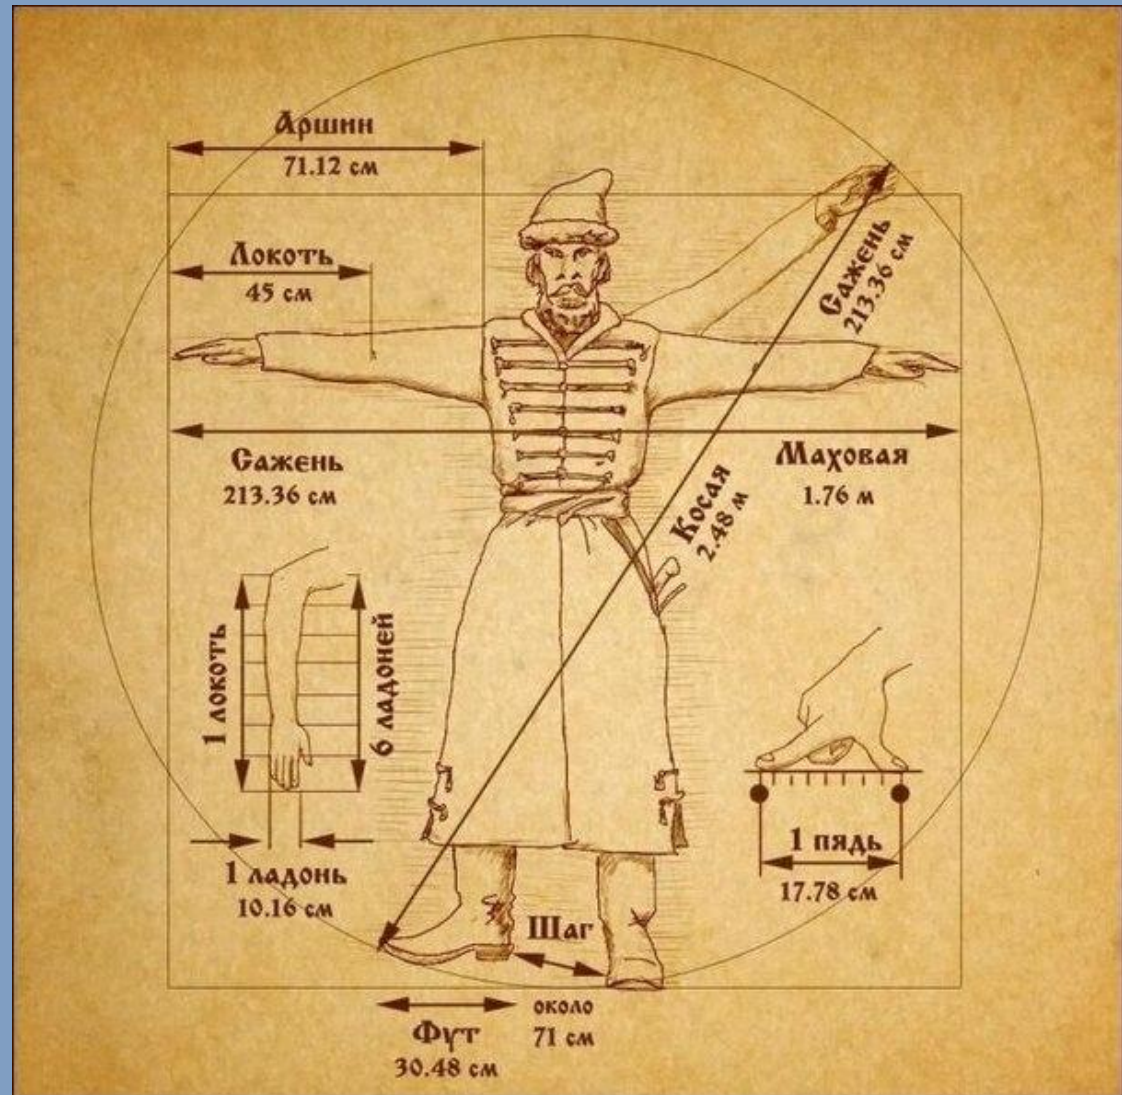 Аршин
71.12 см
Локоть
45 см
Сажень
213.36 см
Сажень
213.36 см
Маховая
1.76 м
Косая
2.48 м
1 локоть
6 ладоней
1 ладонь
10.16 см
1 пядь
17.78 см
Шаг
около
71 см
Фут
30.48 см